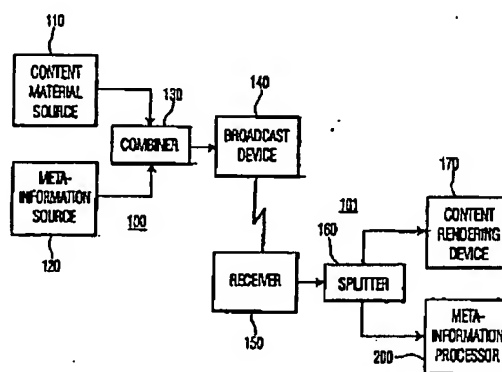 110
CONTENT
MATERIAL
SOURCE
130
COMBINER
140
BROADCAST
DEVICE
META-
INFORMATION
SOURCE
120
100
170
101
CONTENT
RENDERING
DEVICE
160
SPLITTER
RECEIVER
150
META-
INFORMATION
PROCESSOR
200